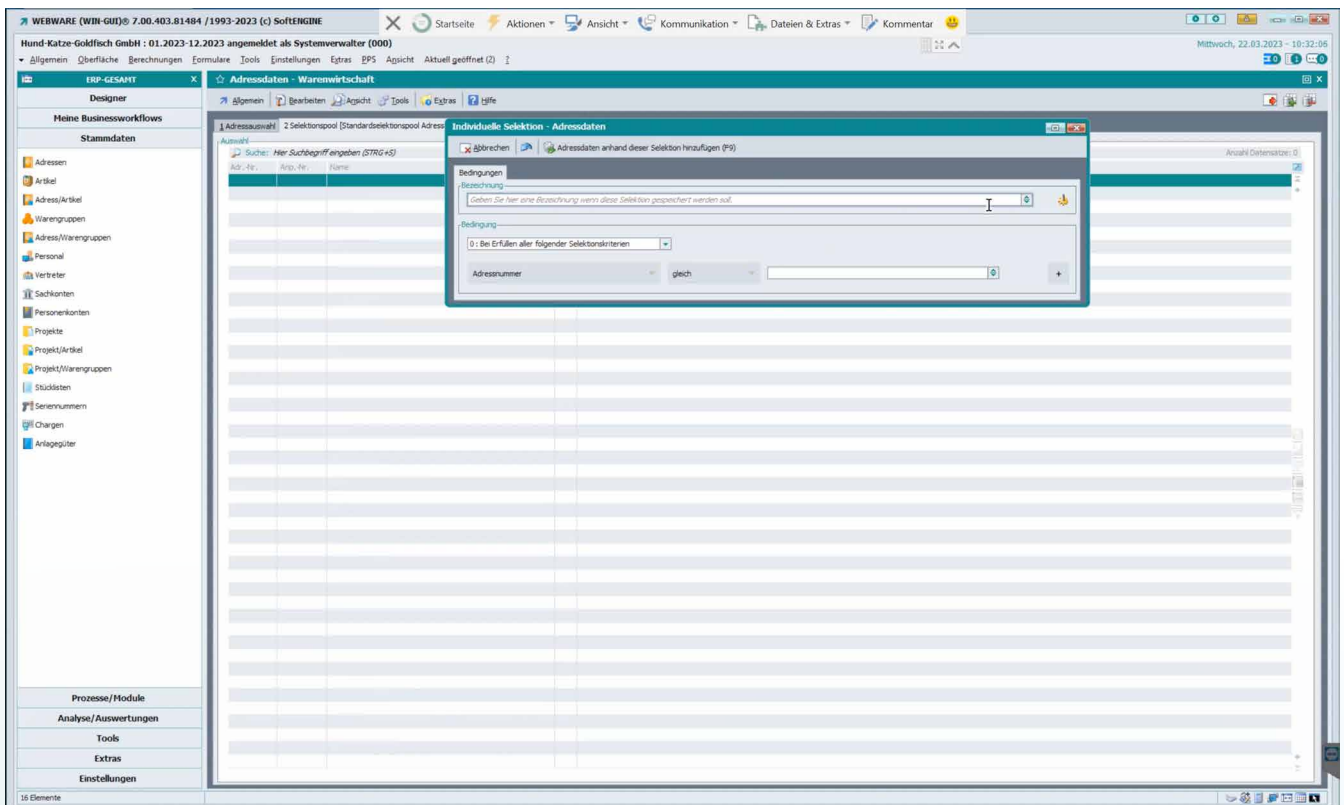 WEBWARE (WIN-GUI)® 7.00.403.81484 /1993-2023 (c) SoftENGINE
Startseite Aktionen Ansicht Kommunikation Dateien & Extras Kommentar
Hund-Katze-Goldfisch GmbH : 01.2023-12.2023 angemeldet als Systemverwalter (000)
Mittwoch, 22.03.2023 - 10:32:06
Allgemein Oberfläche Berechnungen Formulare Tools Einstellungen Extras PPS Ansicht Aktuell geöffnet (2) ?
0 1 0
ERP-GESAMT X
Adressdaten - Warenwirtschaft
Designer
Allgemein Bearbeiten Ansicht Tools Extras Hilfe
Meine Businessworkflows
Stammdaten
1 Adressauswahl 2 Selektionspool [Standardselektionspool Adress
Auswahl
Suche: Hier Suchbegriff eingeben (STRG+S)
Anzahl Datensätze: 0
Adr.-Nr. Anp.-Nr. Name
Individuelle Selektion - Adressdaten
Abbrechen Adressdaten anhand dieser Selektion hinzufügen (F9)
Bedingungen
Bezeichnung
Geben Sie hier eine Bezeichnung wenn diese Selektion gespeichert werden soll.
Bedingung
0 : Bei Erfüllen aller folgender Selektionskriterien
Adressnummer gleich +
Adressen
Artikel
Adress/Artikel
Warengruppen
Adress/Warengruppen
Personal
Vertreter
Sachkonten
Personenkonten
Projekte
Projekt/Artikel
Projekt/Warengruppen
Stücklisten
Seriennummern
Chargen
Anlagegüter
Prozesse/Module
Analyse/Auswertungen
Tools
Extras
Einstellungen
16 Elemente